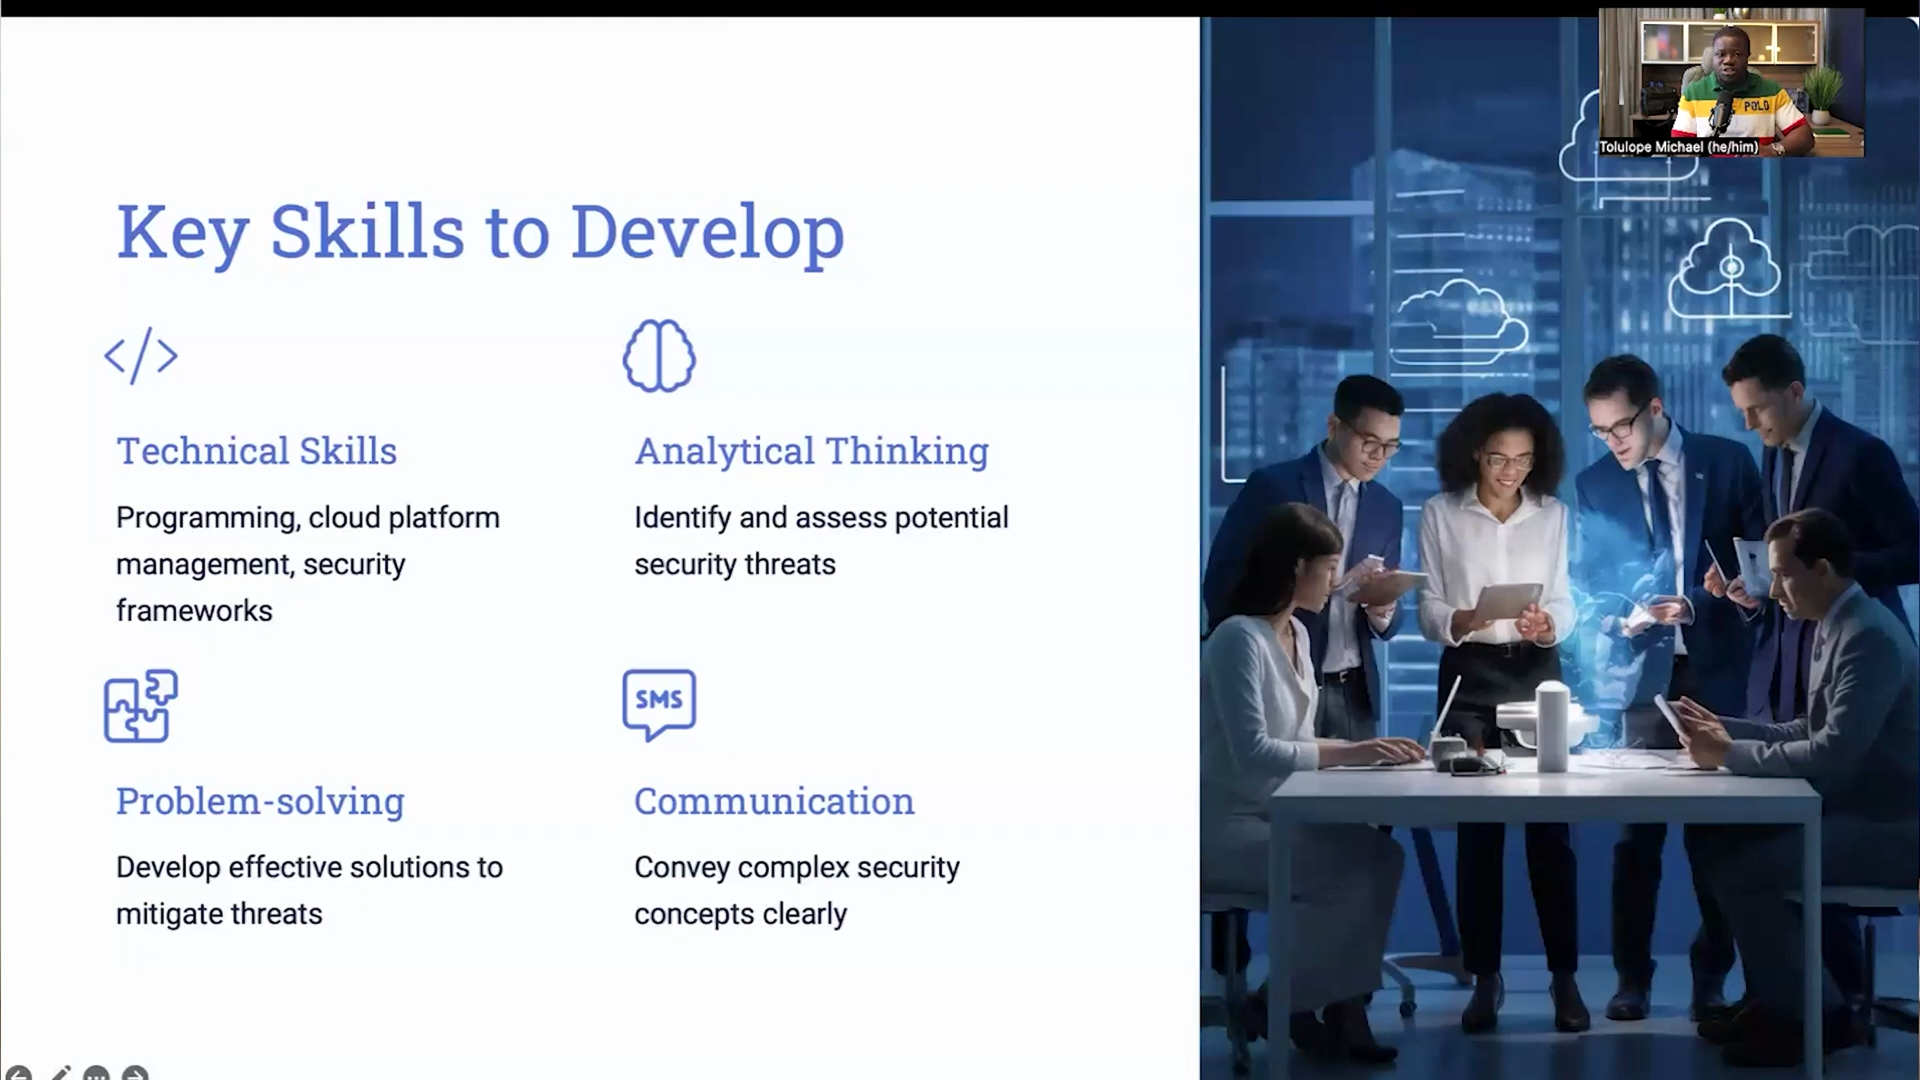 POLO
Tolulope Michael (he/him)
Key Skills to Develop
</>
Technical Skills
Programming, cloud platform
management, security
frameworks
Analytical Thinking
Identify and assess potential
security threats
Problem-solving
Develop effective solutions to
mitigate threats
SMS
Communication
Convey complex security
concepts clearly